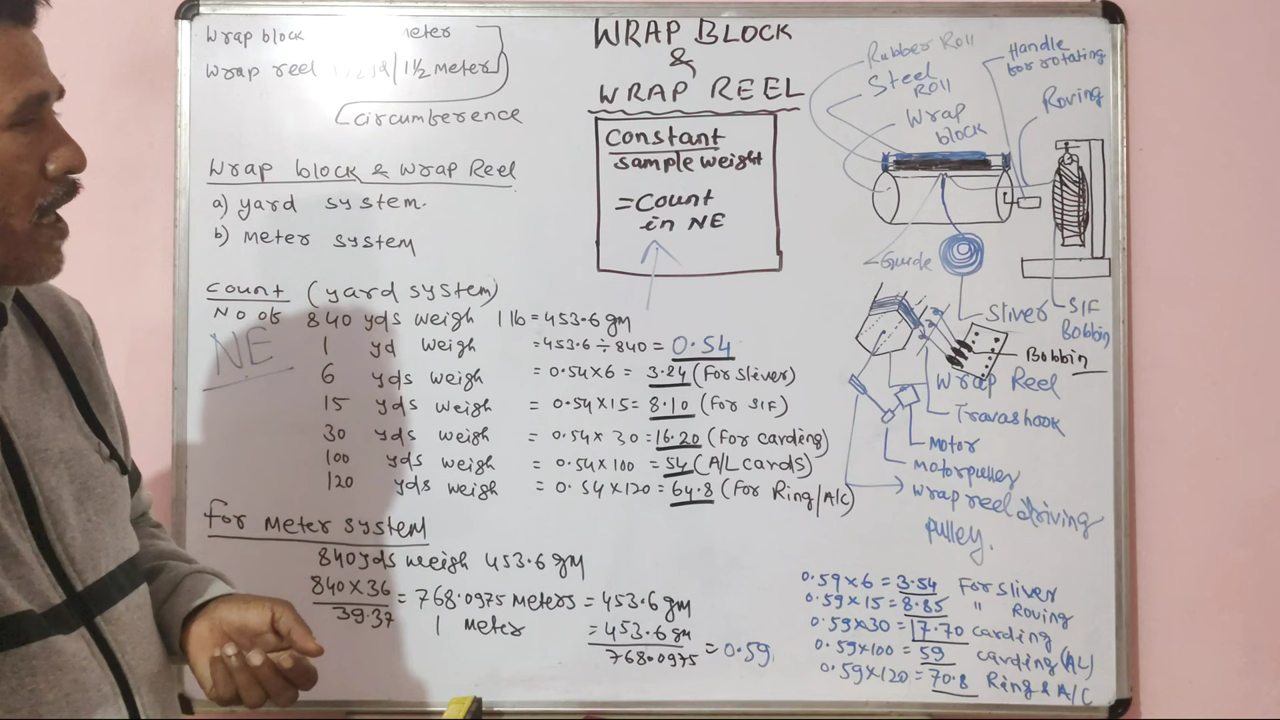 WRAP BLOCK
&
WRAP REEL
Wrap block meter
Wrap reel 1½ yd/1½ meter
Circumference
Wrap block & Wrap Reel
a) yard system.
b) meter system
Constant
sample weight
= Count
in NE
Count (yard system)
No of 840 yds weigh 1 lb = 453.6 gm
NE
1 yd weigh = 453.6 ÷ 840 = 0.54
6 yds weigh = 0.54×6 = 3.24 (For sliver)
15 yds weigh = 0.54×15 = 8.10 (For S/F)
30 yds weigh = 0.54×30 = 16.20 (For carding)
100 yds weigh = 0.54×100 = 54 (A/L cards)
120 yds weigh = 0.54×120 = 64.8 (For Ring/A/C)
For Meter system
840 yds weigh 453.6 gm
840×36
39.37
= 768.0975 Meters = 453.6 gm
1 Meter = 453.6 gm
768.0975
= 0.59
Rubber Roll
Steel Roll
Wrap block
Handle for rotating
Roving
Guide
Sliver
S/F Bobbin
Bobbin
Wrap Reel
Travas hook
Motor
Motor pulley
Wrap reel driving
pulley.
0.59×6 = 3.54 For sliver
0.59×15 = 8.85 " Roving
0.59×30 = 17.70 carding
0.59×100 = 59 carding (AL)
0.59×120 = 70.8 Ring & A/C